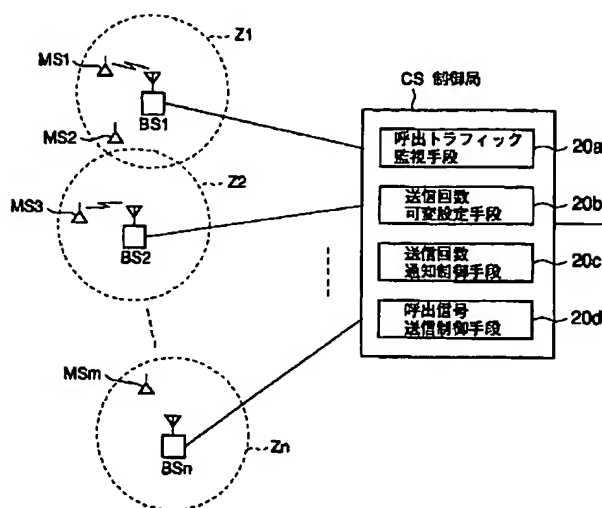 Z1
MS1
BS1
MS2
Z2
MS3
BS2
MSm
BSn
Zn
CS 制御局
呼出トラフィック
監視手段
20a
送信回数
可変設定手段
20b
送信回数
通知制御手段
20c
呼出信号
送信制御手段
20d